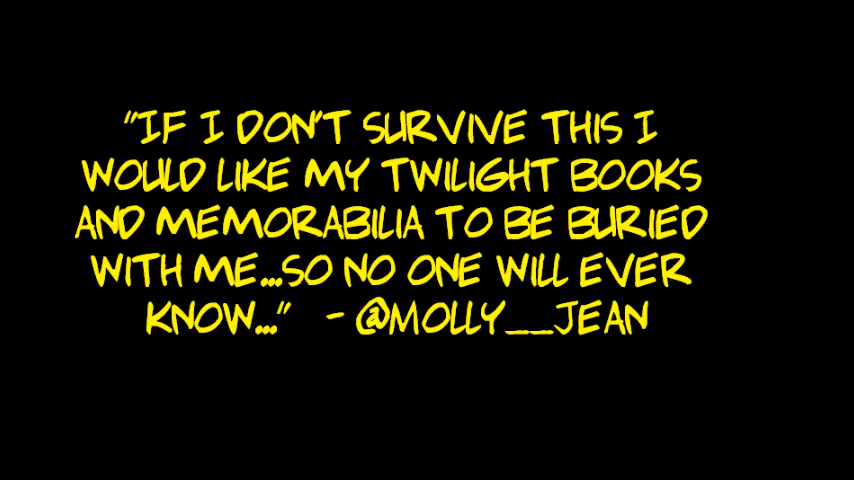 "IF I DON'T SURVIVE THIS I
WOULD LIKE MY TWILIGHT BOOKS
AND MEMORABILIA TO BE BURIED
WITH ME...SO NO ONE WILL EVER
KNOW..." - @MOLLY__JEAN